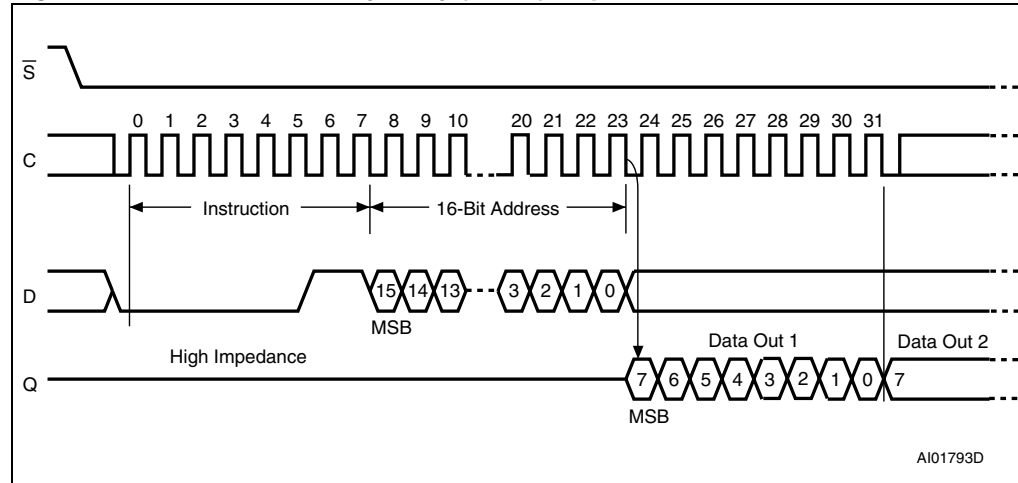 S
0 1 2 3 4 5 6 7 8 9 10 20 21 22 23 24 25 26 27 28 29 30 31
C
Instruction 16-Bit Address
D 15 14 13 3 2 1 0
MSB
High Impedance Data Out 1 Data Out 2
Q 7 6 5 4 3 2 1 0 7
MSB
AI01793D